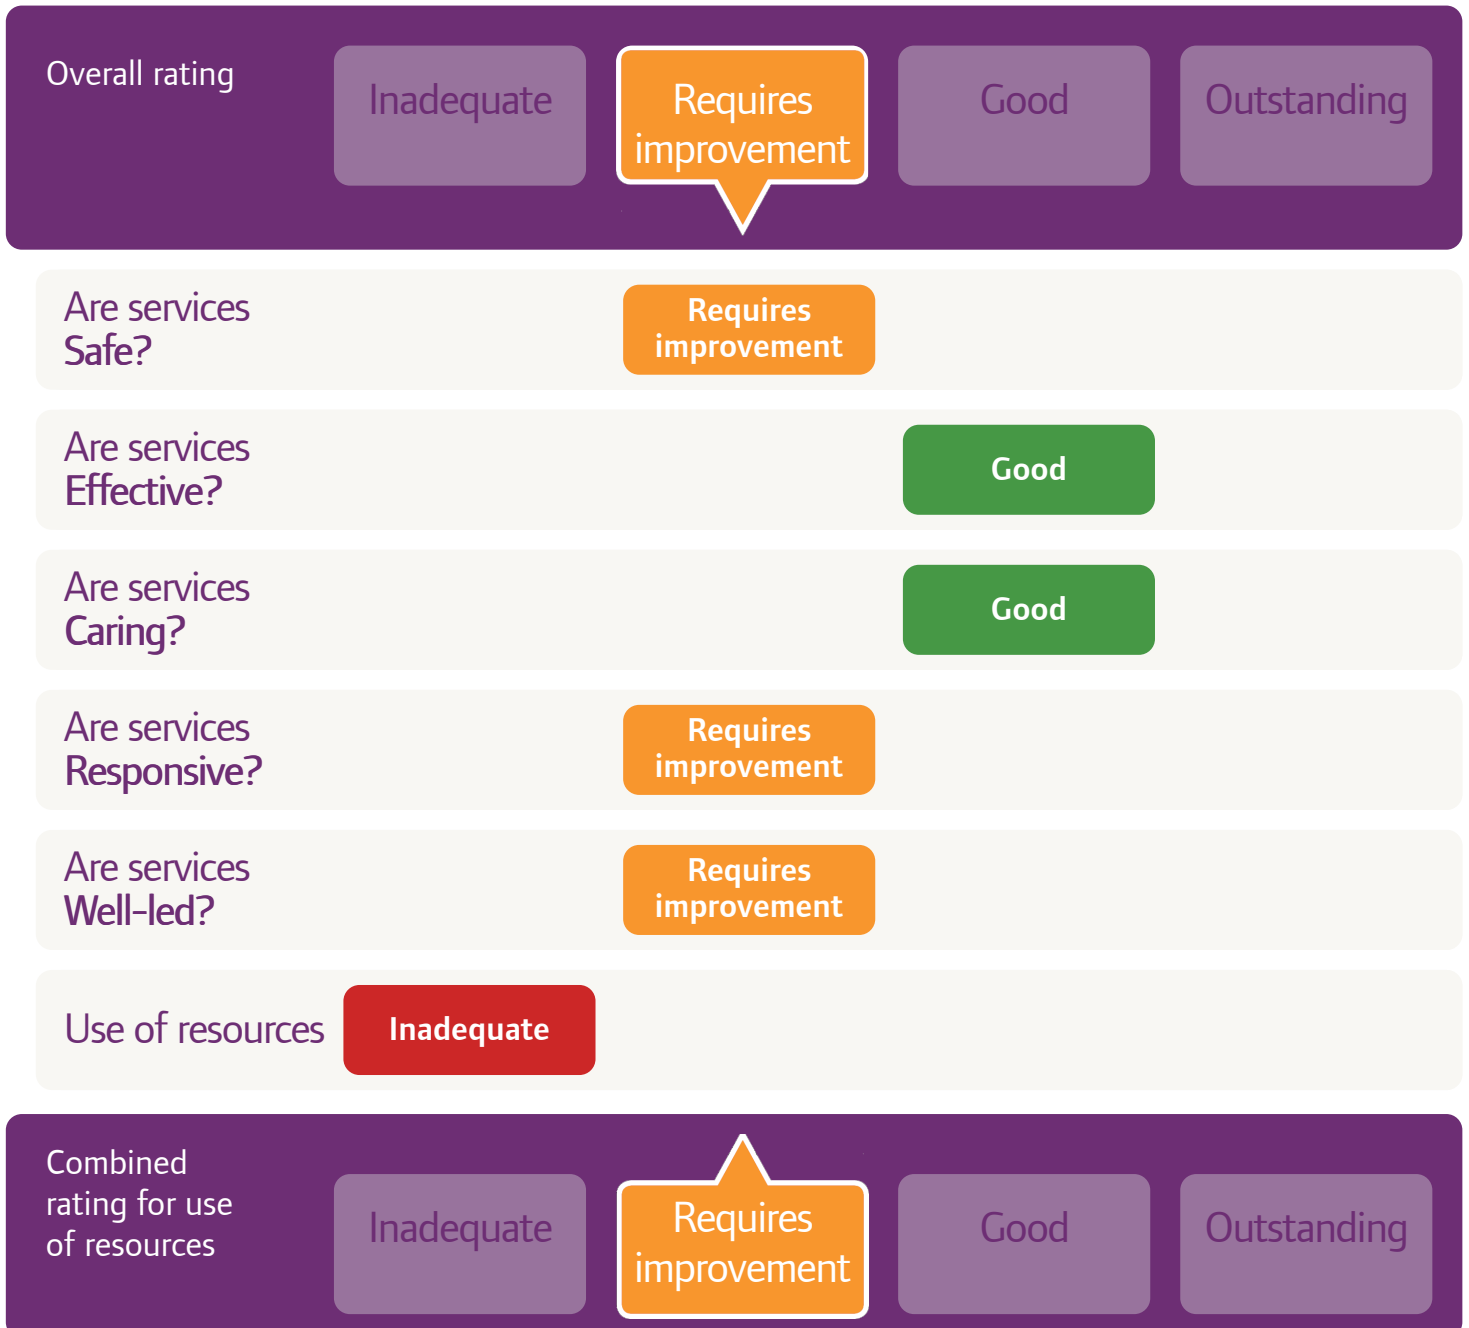 Overall rating
Inadequate
Requires
improvement
Good
Outstanding
Are services
Safe?
Requires
improvement
Are services
Effective?
Good
Are services
Caring?
Good
Are services
Responsive?
Requires
improvement
Are services
Well-led?
Requires
improvement
Use of resources
Inadequate
Combined
rating for use
of resources
Inadequate
Requires
improvement
Good
Outstanding